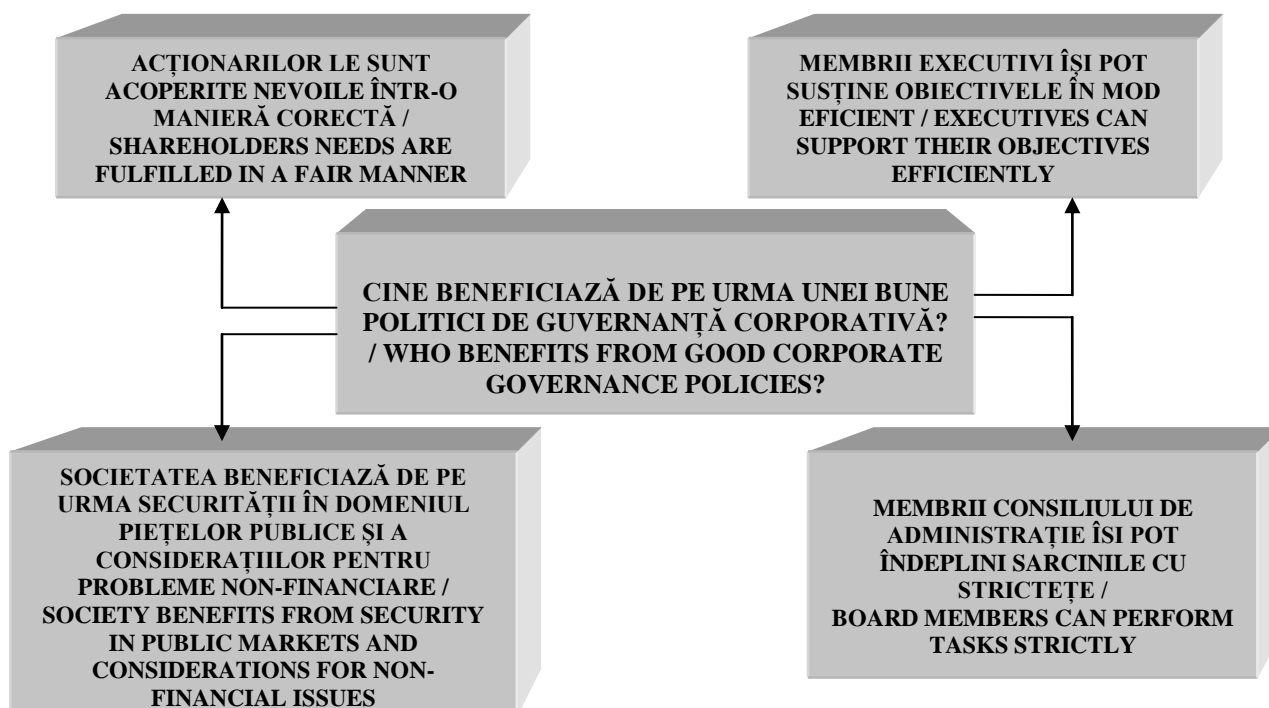 ACȚIONARILOR LE SUNT
ACOPERITE NEVOILE ÎNTR-O
MANIERĂ CORECTĂ /
SHAREHOLDERS NEEDS ARE
FULFILLED IN A FAIR MANNER
MEMBRII EXECUTIVI ÎȘI POT
SUSȚINE OBIECTIVELE ÎN MOD
EFICIENT / EXECUTIVES CAN
SUPPORT THEIR OBJECTIVES
EFFICIENTLY
CINE BENEFICIAZĂ DE PE URMA UNEI BUNE
POLITICI DE GUVERNANȚĂ CORPORATIVĂ?
/ WHO BENEFITS FROM GOOD CORPORATE
GOVERNANCE POLICIES?
SOCIETATEA BENEFICIAZĂ DE PE
URMA SECURITĂȚII ÎN DOMENIUL
PIEȚELOR PUBLICE ȘI A
CONSIDERAȚIILOR PENTRU
PROBLEME NON-FINANCIARE /
SOCIETY BENEFITS FROM SECURITY
IN PUBLIC MARKETS AND
CONSIDERATIONS FOR NON-
FINANCIAL ISSUES
MEMBRII CONSILIULUI DE
ADMINISTRAȚIE ÎSI POT
ÎNDEPLINI SARCINILE CU
STRICTEȚE /
BOARD MEMBERS CAN PERFORM
TASKS STRICTLY